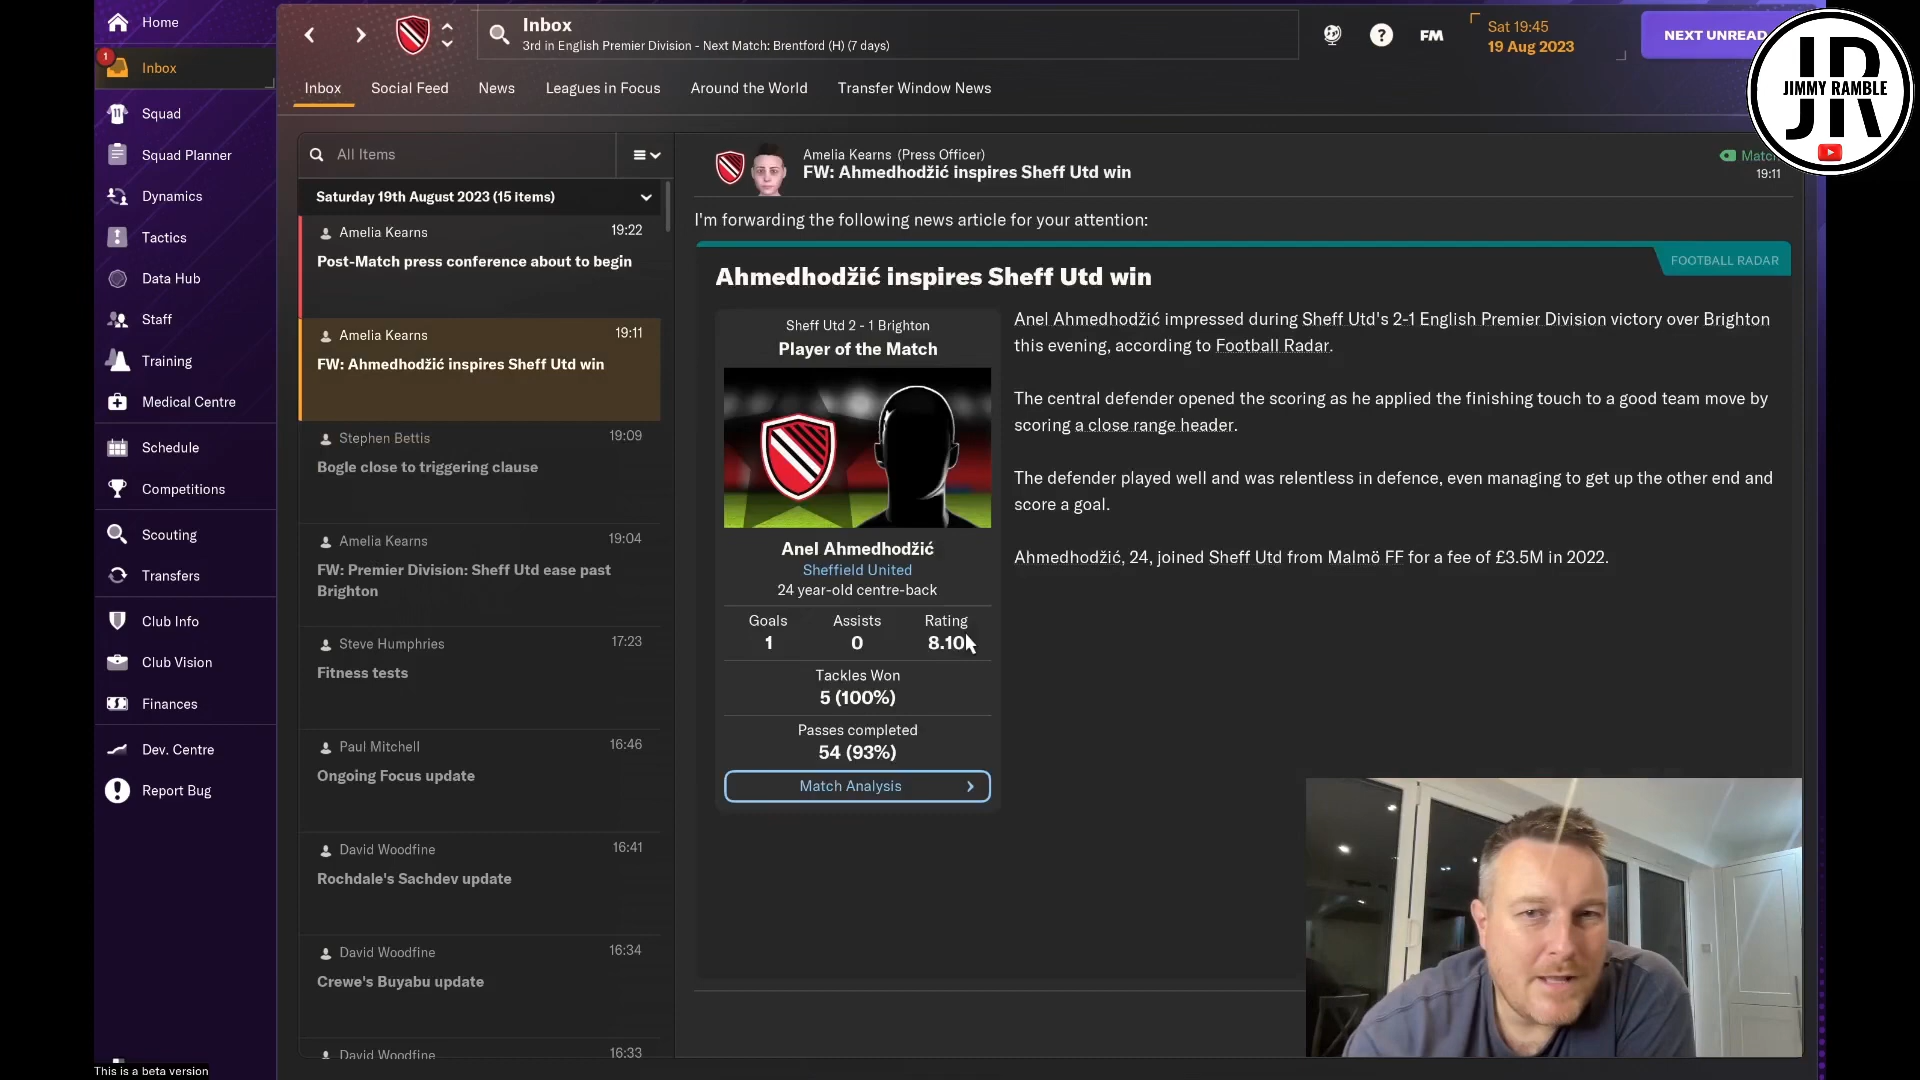 Home
1
Inbox
Squad
Squad Planner
Dynamics
Tactics
Data Hub
Staff
Training
Medical Centre
Schedule
Competitions
Scouting
Transfers
Club Info
Club Vision
Finances
Dev. Centre
Report Bug
This is a beta version
Inbox
3rd in English Premier Division - Next Match: Brentford (H) (7 days)
?
FM
Sat 19:45
19 Aug 2023
NEXT UNREAD
JR
JIMMY RAMBLE
Inbox
Social Feed
News
Leagues in Focus
Around the World
Transfer Window News
All Items
Saturday 19th August 2023 (15 items)
Amelia Kearns 19:22
Post-Match press conference about to begin
Amelia Kearns 19:11
FW: Ahmedhodžić inspires Sheff Utd win
Stephen Bettis 19:09
Bogle close to triggering clause
Amelia Kearns 19:04
FW: Premier Division: Sheff Utd ease past
Brighton
Steve Humphries 17:23
Fitness tests
Paul Mitchell 16:46
Ongoing Focus update
David Woodfine 16:41
Rochdale's Sachdev update
David Woodfine 16:34
Crewe's Buyabu update
David Woodfine 16:33
Amelia Kearns (Press Officer)
FW: Ahmedhodžić inspires Sheff Utd win
Match
19:11
I'm forwarding the following news article for your attention:
FOOTBALL RADAR
Ahmedhodžić inspires Sheff Utd win
Sheff Utd 2 - 1 Brighton
Player of the Match
Anel Ahmedhodžić
Sheffield United
24 year-old centre-back
Goals Assists Rating
1 0 8.10
Tackles Won
5 (100%)
Passes completed
54 (93%)
Match Analysis
Anel Ahmedhodžić impressed during Sheff Utd's 2-1 English Premier Division victory over Brighton
this evening, according to Football Radar.
The central defender opened the scoring as he applied the finishing touch to a good team move by
scoring a close range header.
The defender played well and was relentless in defence, even managing to get up the other end and
score a goal.
Ahmedhodžić, 24, joined Sheff Utd from Malmö FF for a fee of £3.5M in 2022.